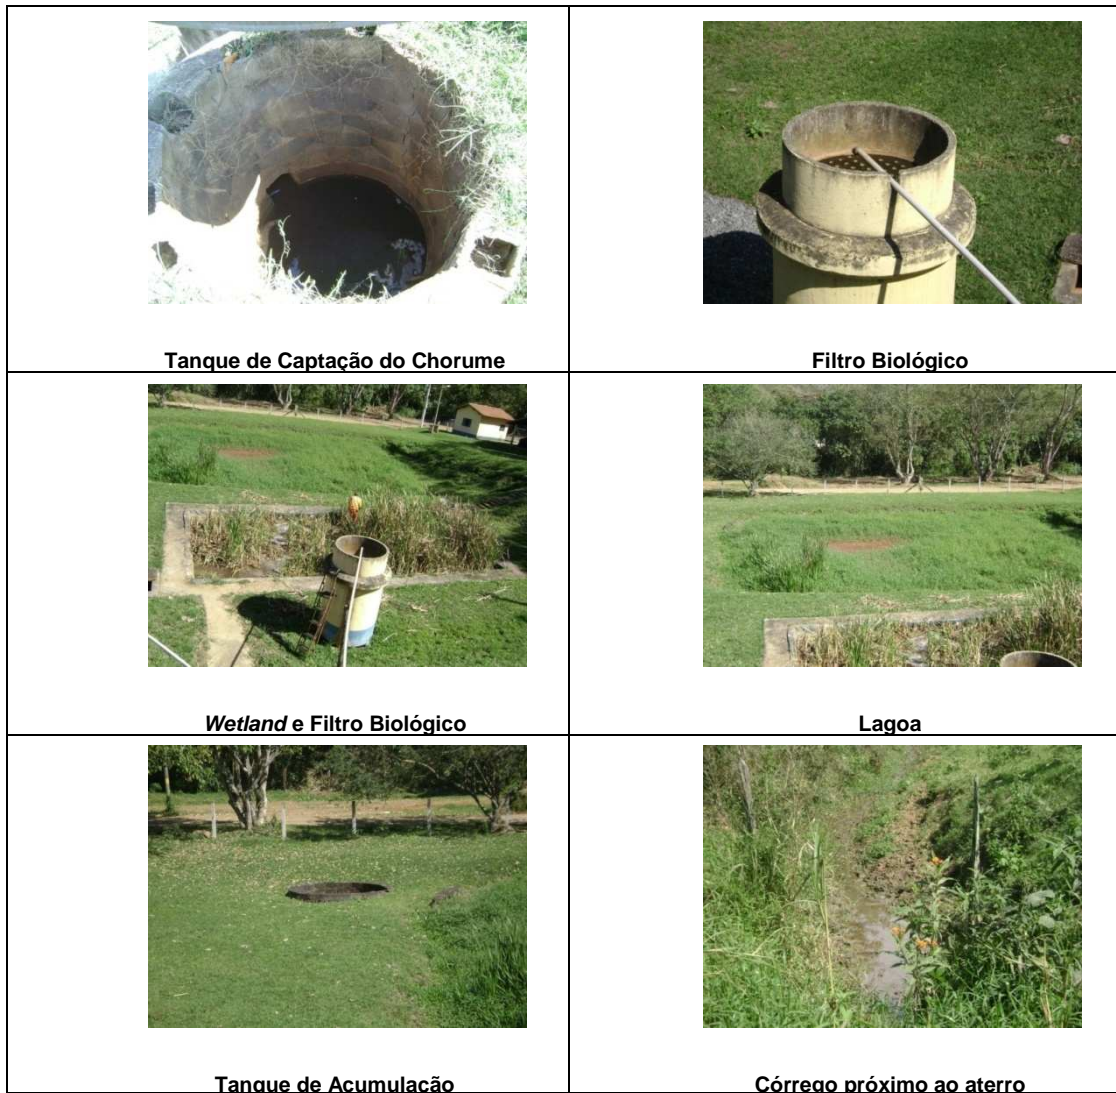 Tanque de Captação do Chorume
Filtro Biológico
Wetland e Filtro Biológico
Lagoa
Tanque de Acumulação
Córrego próximo ao aterro